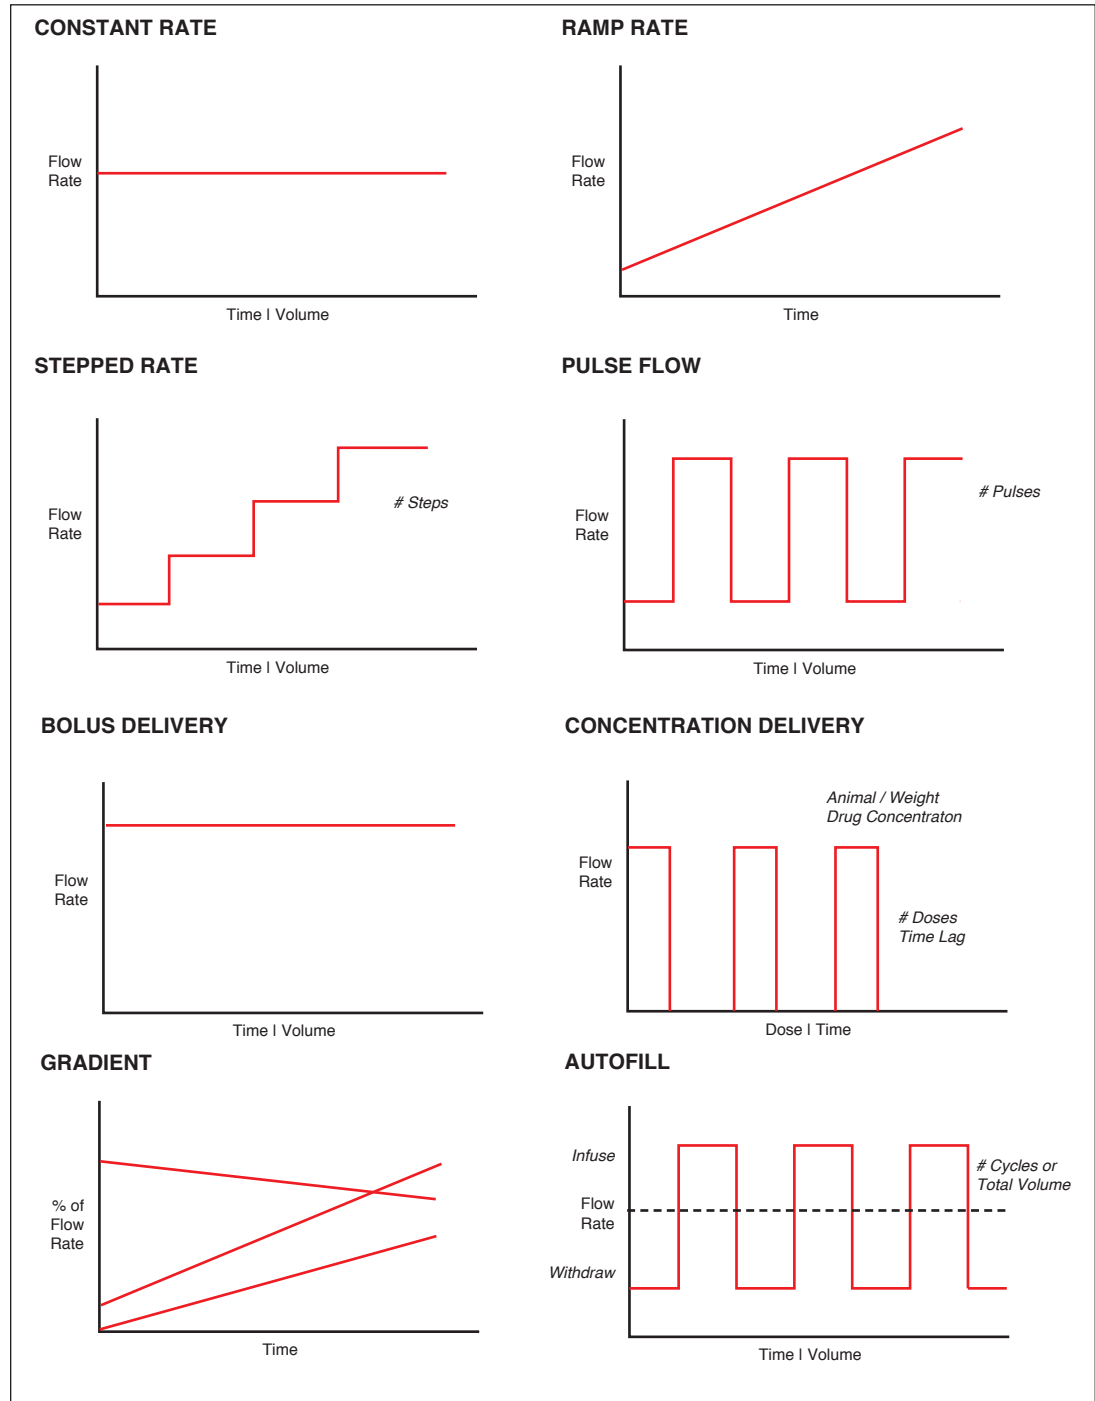 CONSTANT RATE
Flow
Rate
Time | Volume
RAMP RATE
Flow
Rate
Time
STEPPED RATE
Flow
Rate
# Steps
Time | Volume
PULSE FLOW
Flow
Rate
# Pulses
Time | Volume
BOLUS DELIVERY
Flow
Rate
Time | Volume
CONCENTRATION DELIVERY
Animal / Weight
Drug Concentraton
Flow
Rate
# Doses
Time Lag
Dose | Time
GRADIENT
% of
Flow
Rate
Time
AUTOFILL
Infuse
# Cycles or
Total Volume
Flow
Rate
Withdraw
Time | Volume